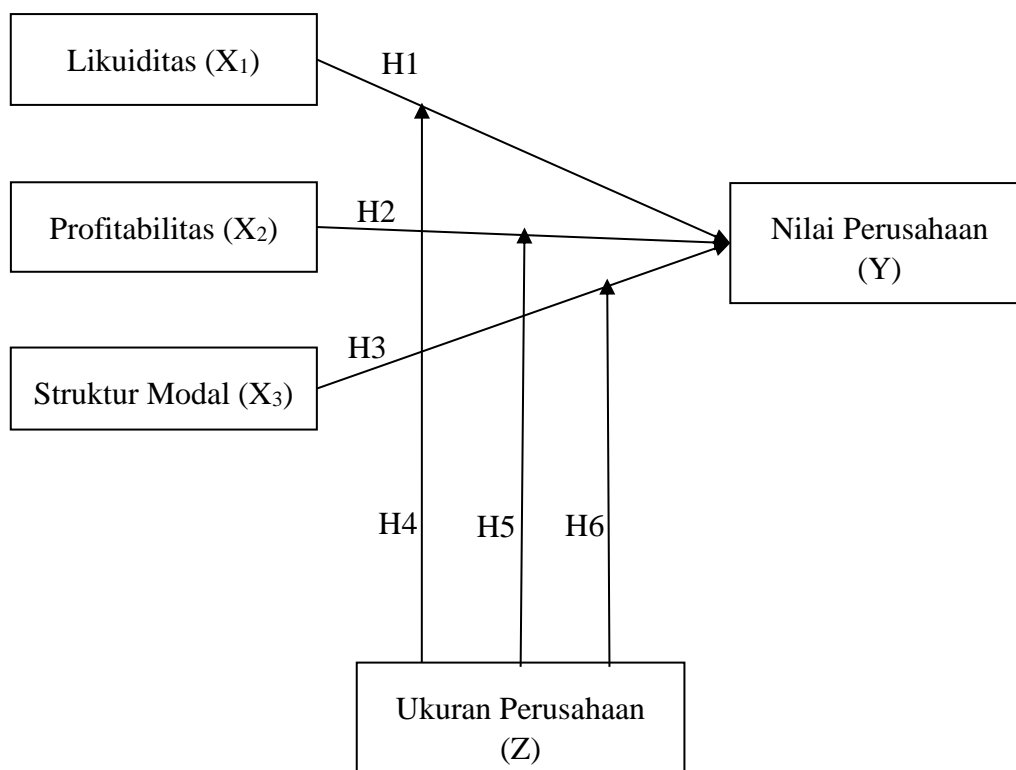 Likuiditas (X₁)
H1
Profitabilitas (X₂)
H2
Nilai Perusahaan
(Y)
H3
Struktur Modal (X₃)
H4
H5
H6
Ukuran Perusahaan
(Z)